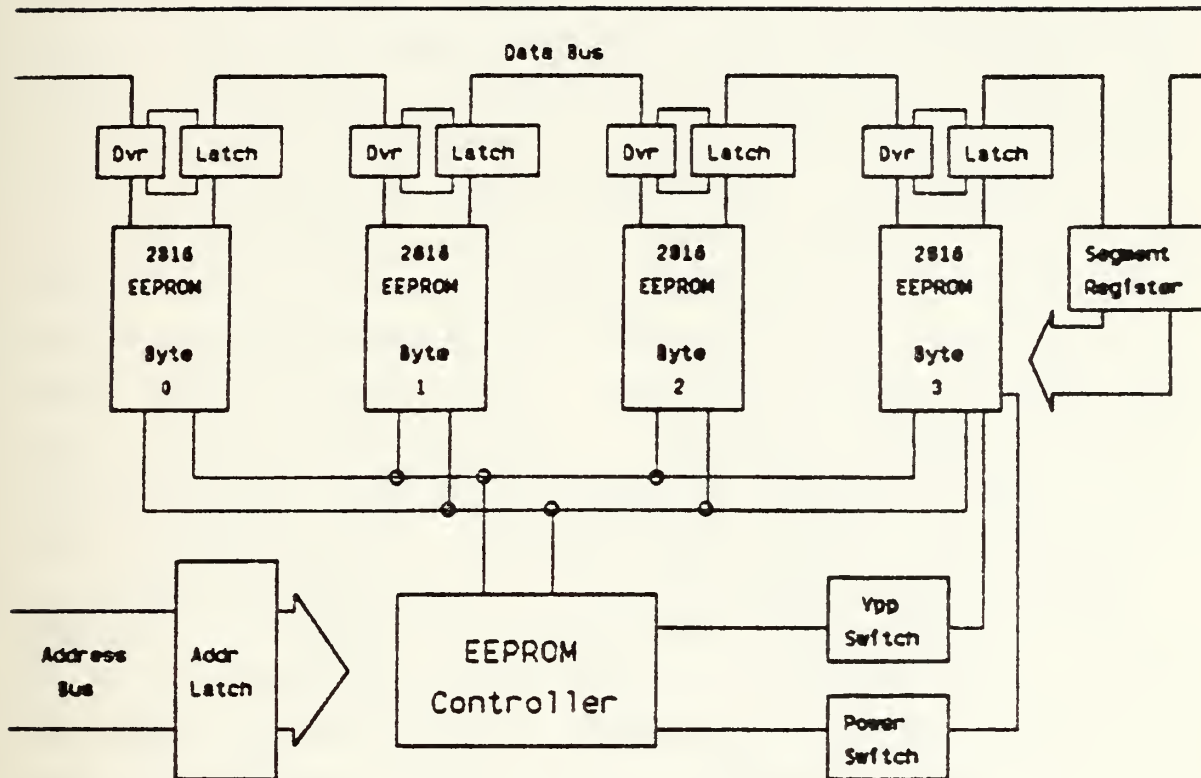 Data Bus
Dvr
Latch
Dvr
Latch
Dvr
Latch
Dvr
Latch
2816
EEPROM
Byte
0
2816
EEPROM
Byte
1
2816
EEPROM
Byte
2
2816
EEPROM
Byte
3
Segment
Register
Address
Bus
Addr
Latch
EEPROM
Controller
Vpp
Switch
Power
Switch